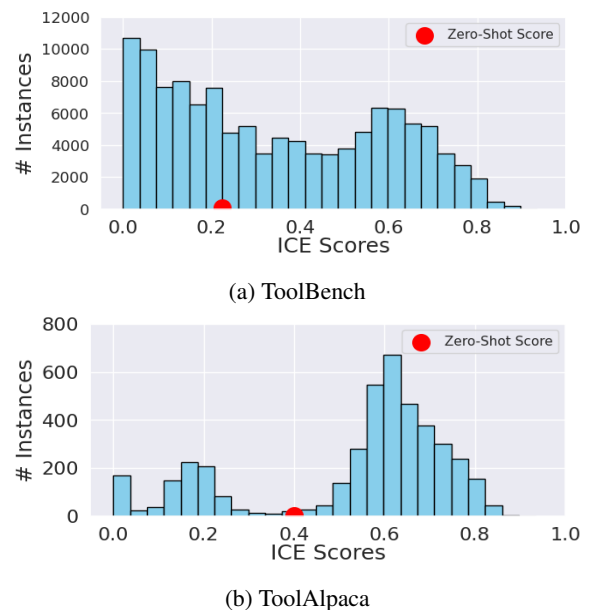 12000
10000
8000
6000
4000
2000
0
# Instances
Zero-Shot Score
0.0 0.2 0.4 0.6 0.8 1.0
ICE Scores
(a) ToolBench
800
600
400
200
0
# Instances
Zero-Shot Score
0.0 0.2 0.4 0.6 0.8 1.0
ICE Scores
(b) ToolAlpaca